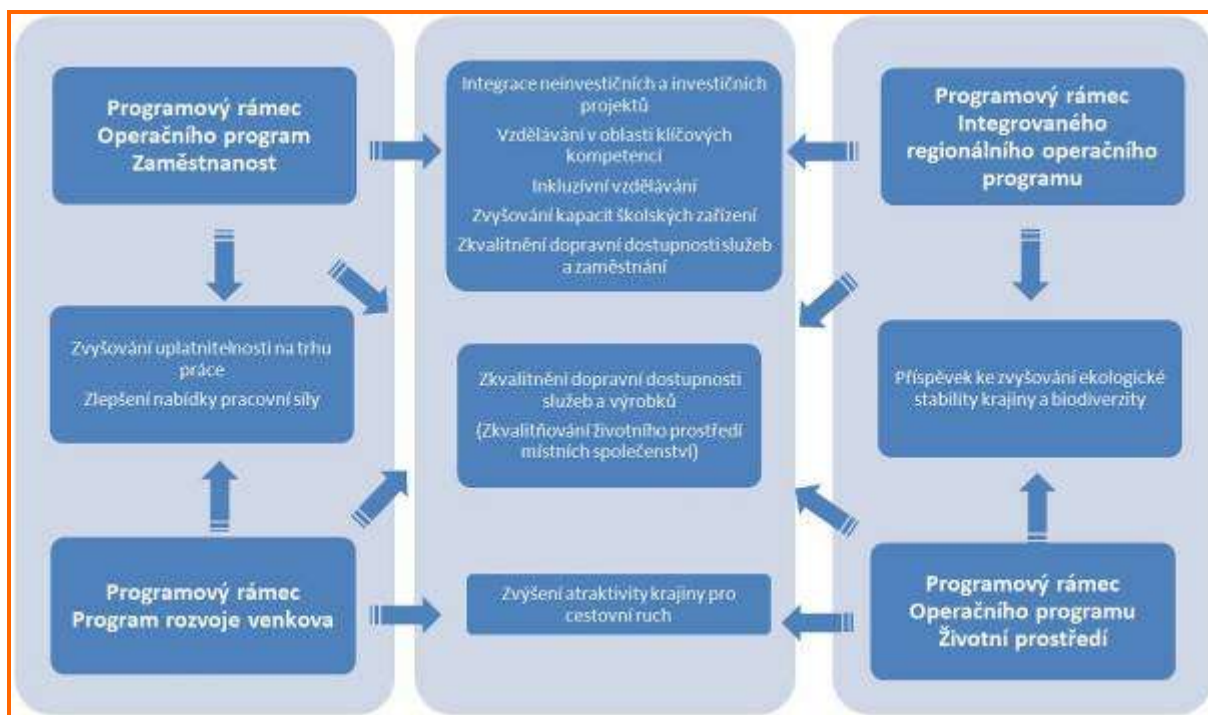 Programový rámec
Operačního program
Zaměstnanost
Zvyšování uplatnitelnosti na trhu
práce
Zlepšení nabídky pracovní síly
Programový rámec
Program rozvoje venkova
Integrace neinvestičních a investičních
projektů
Vzdělávání v oblasti klíčových
kompetencí
Inkluzívní vzdělávání
Zvyšování kapacit školských zařízení
Zkvalitnění dopravní dostupnosti služeb
a zaměstnání
Zkvalitnění dopravní dostupnosti
služeb a výrobků
(Zkvalitňování životního prostředí
místních společenství)
Zvýšení atraktivity krajiny pro
cestovní ruch
Programový rámec
Integrovaného
regionálního operačního
programu
Příspěvek ke zvyšování ekologické
stability krajiny a biodiverzity
Programový rámec
Operačního programu
Životní prostředí